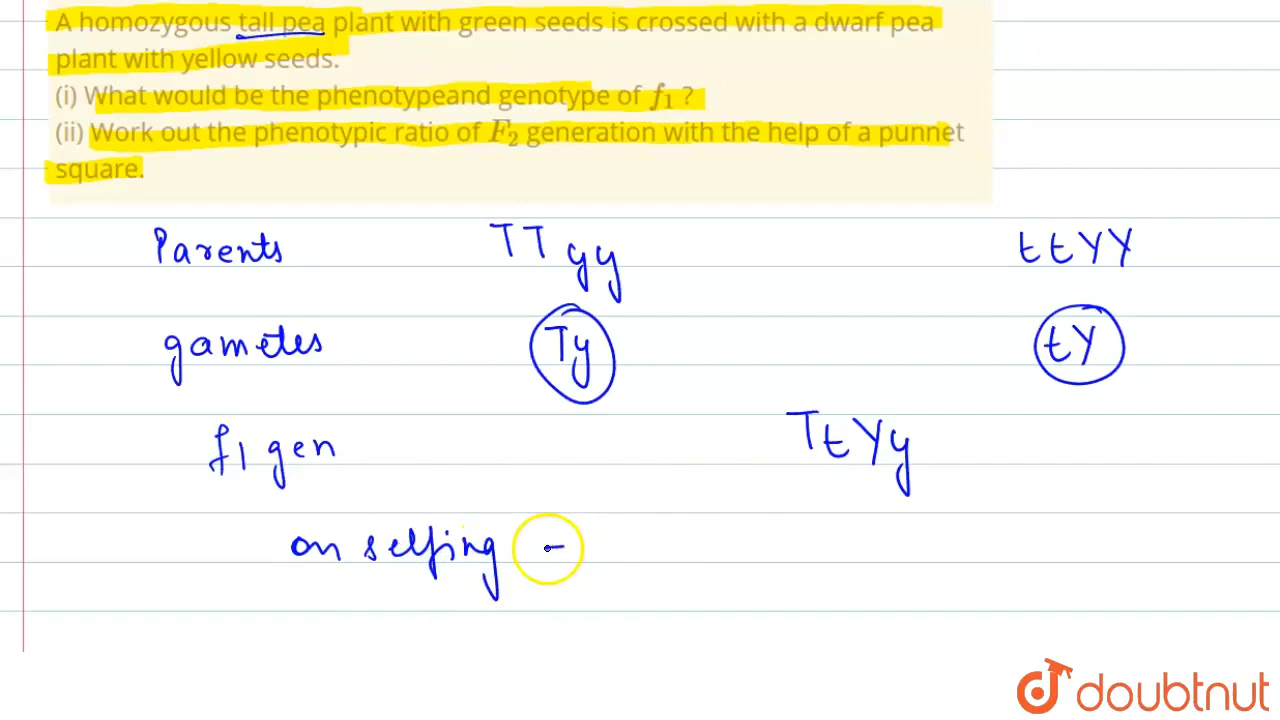 A homozygous tall pea plant with green seeds is crossed with a dwarf pea
plant with yellow seeds.
(i) What would be the phenotypeand genotype of f₁ ?
(ii) Work out the phenotypic ratio of F₂ generation with the help of a punnet
square.
Parents TTyy ttYY
gametes Ty tY
f1 gen TtYy
on selfing -
doubtnut